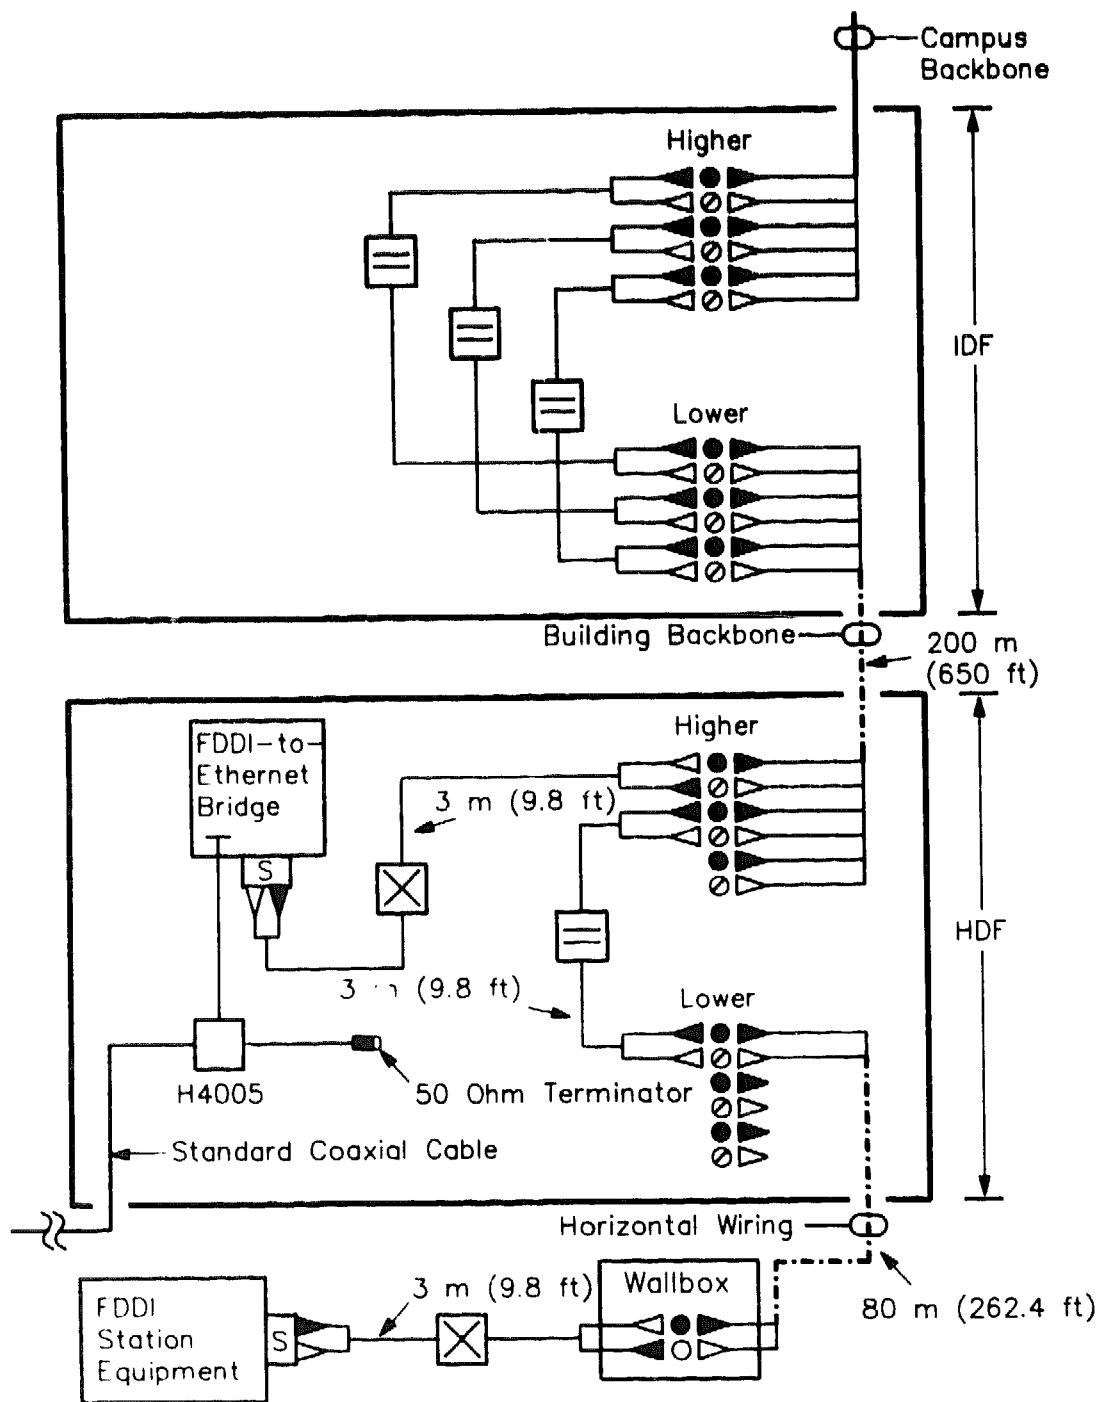 Campus
Backbone
Higher
IDF
Lower
Building Backbone
200 m
(650 ft)
FDDI-to-
Ethernet
Bridge
S
Higher
3 m (9.8 ft)
HDF
3 m (9.8 ft)
Lower
H4005
50 Ohm Terminator
Standard Coaxial Cable
Horizontal Wiring
80 m (262.4 ft)
FDDI
Station
Equipment
S
3 m (9.8 ft)
Wallbox